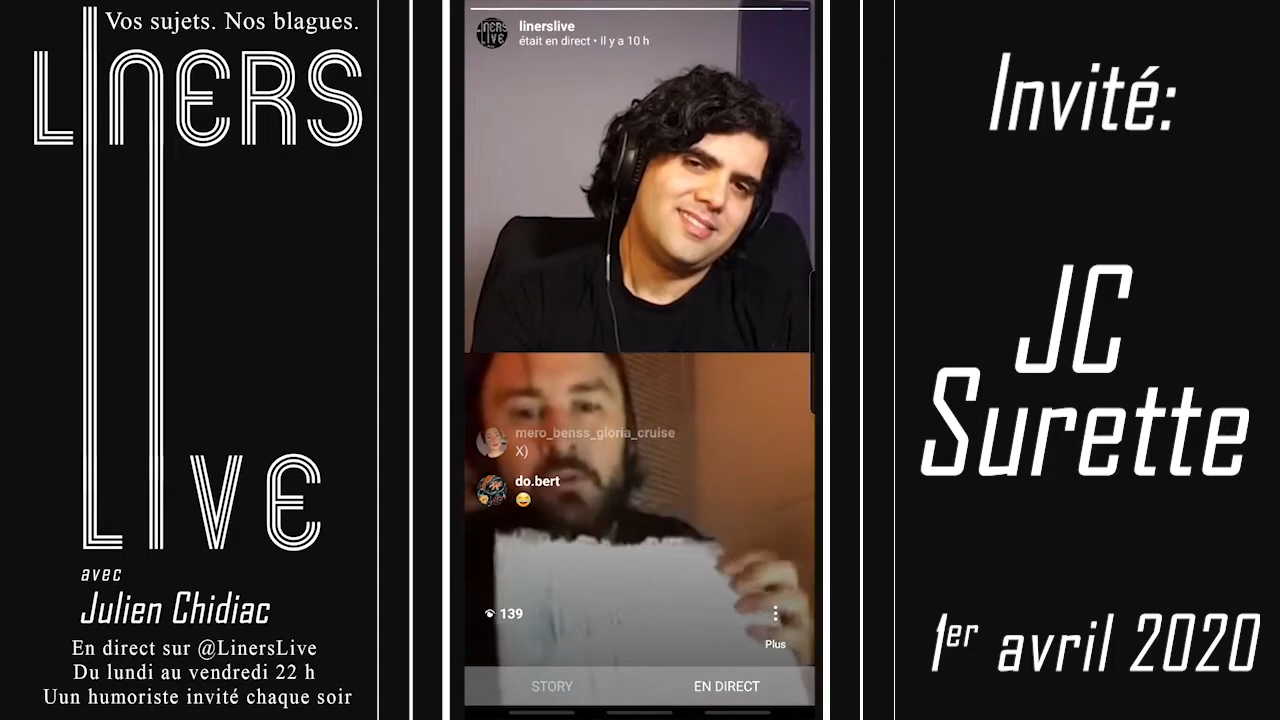 Vos sujets. Nos blagues.
LINERS
LIVE
avec
Julien Chidiac
En direct sur @LinersLive
Du lundi au vendredi 22 h
Uun humoriste invité chaque soir
LINERS
LIVE
linerslive
était en direct • Il y a 10 h
mero_benss_gloria_cruise
X)
do.bert
139
Plus
STORY
EN DIRECT
Invité:
JC
Surette
1er avril 2020